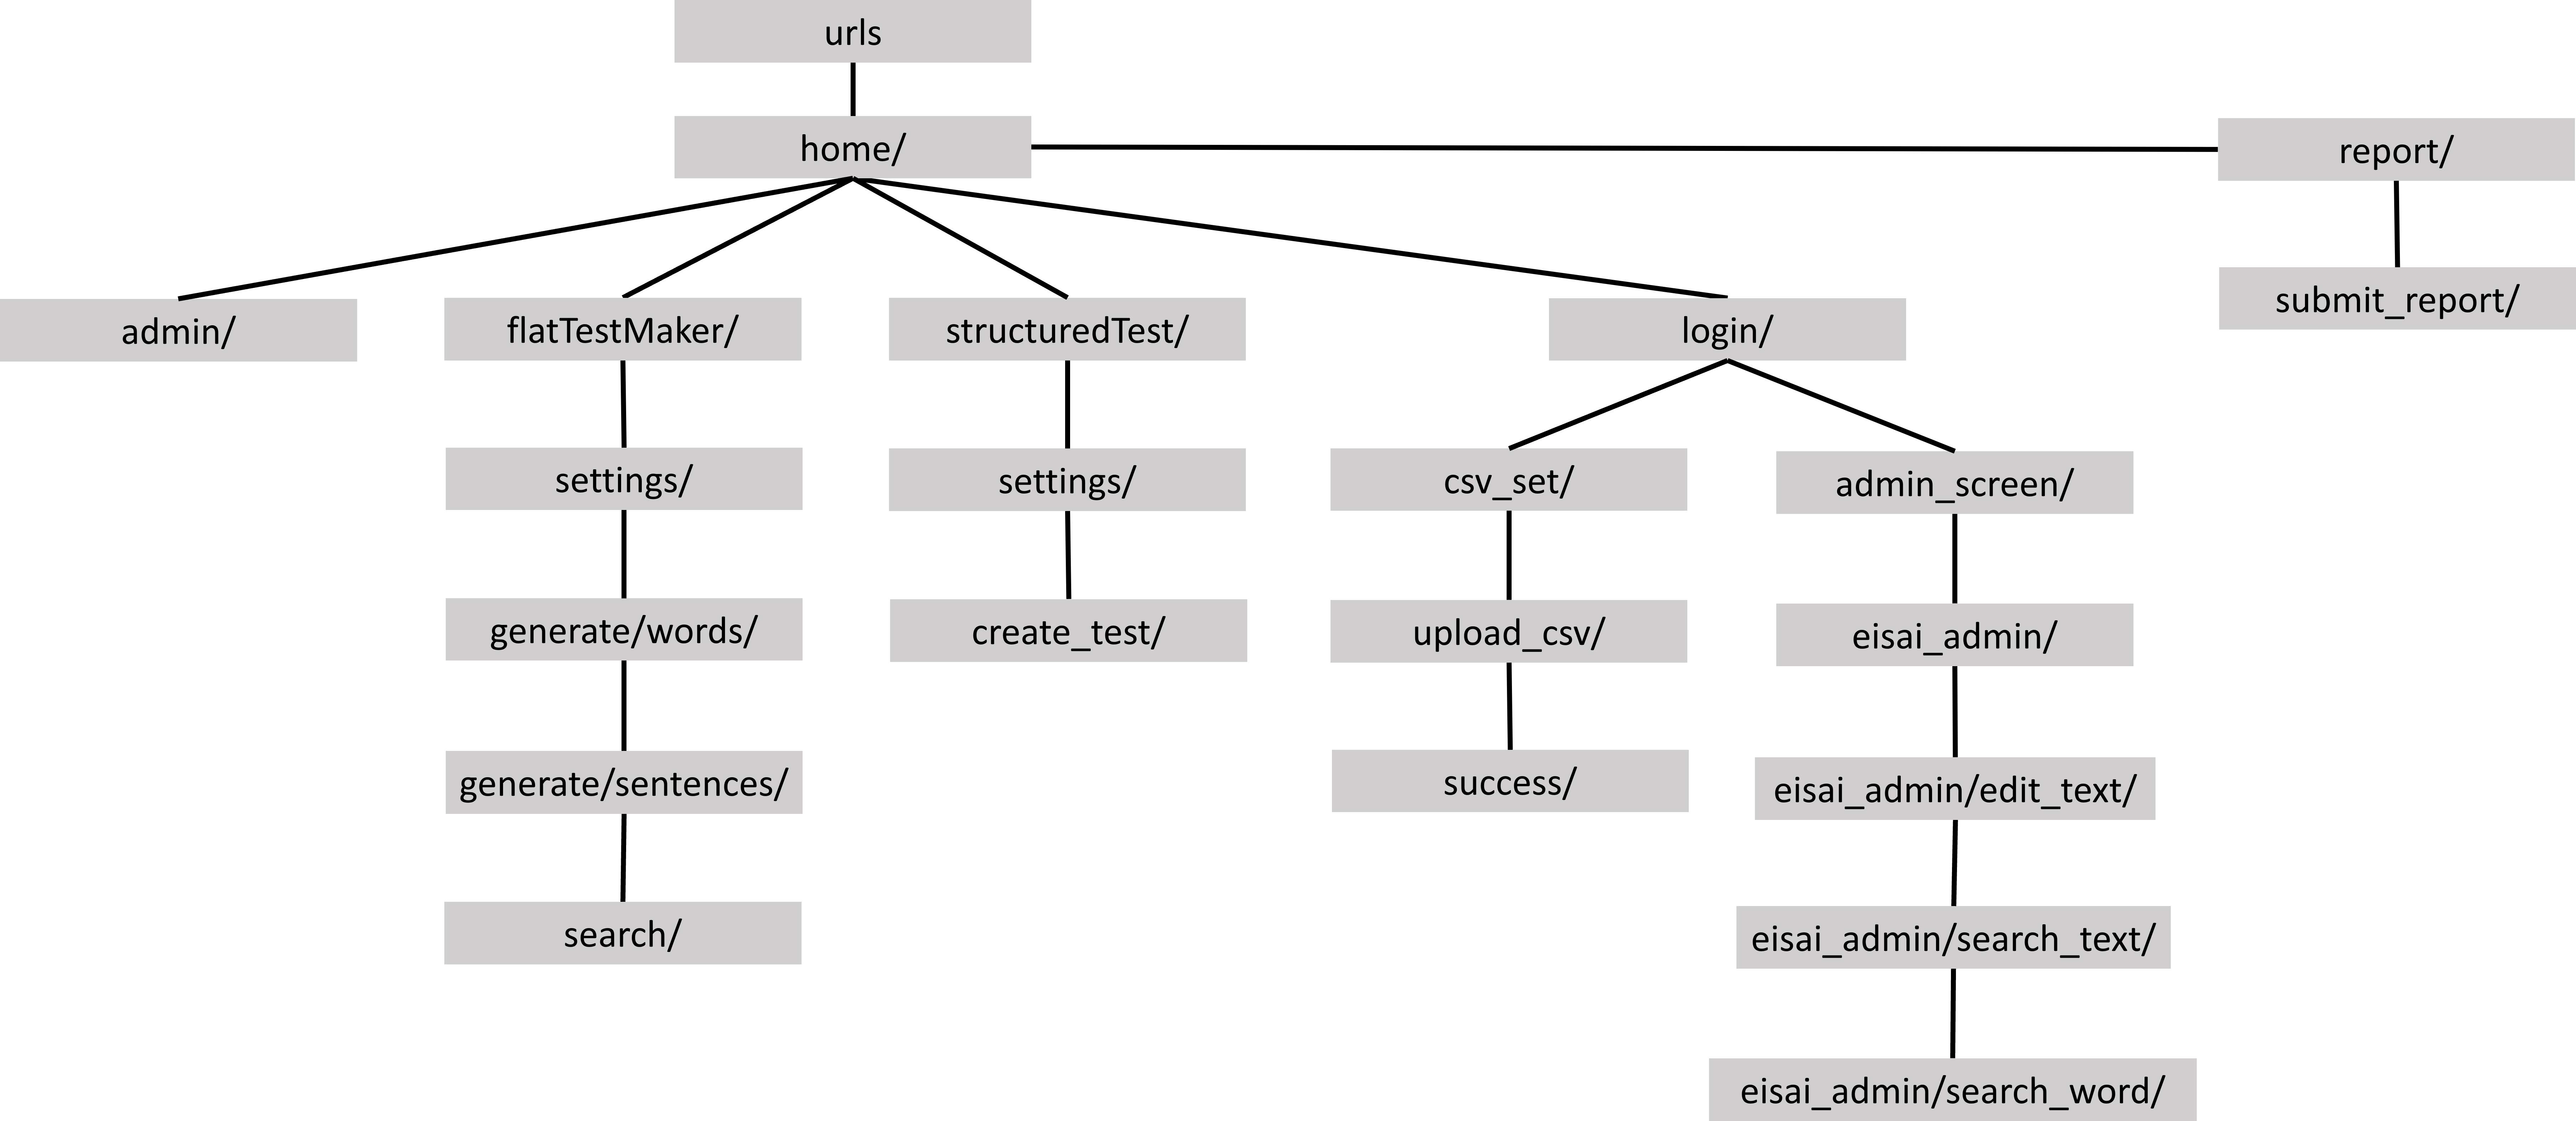 urls
home/
report/
submit_report/
admin/
flatTestMaker/
structuredTest/
login/
settings/
settings/
csv_set/
admin_screen/
generate/words/
create_test/
upload_csv/
eisai_admin/
generate/sentences/
success/
eisai_admin/edit_text/
search/
eisai_admin/search_text/
eisai_admin/search_word/